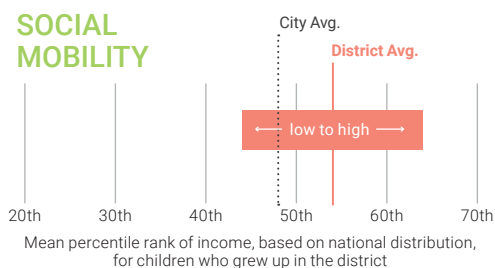 SOCIAL
MOBILITY
City Avg.
District Avg.
low to high
20th 30th 40th 50th 60th 70th
Mean percentile rank of income, based on national distribution,
for children who grew up in the district